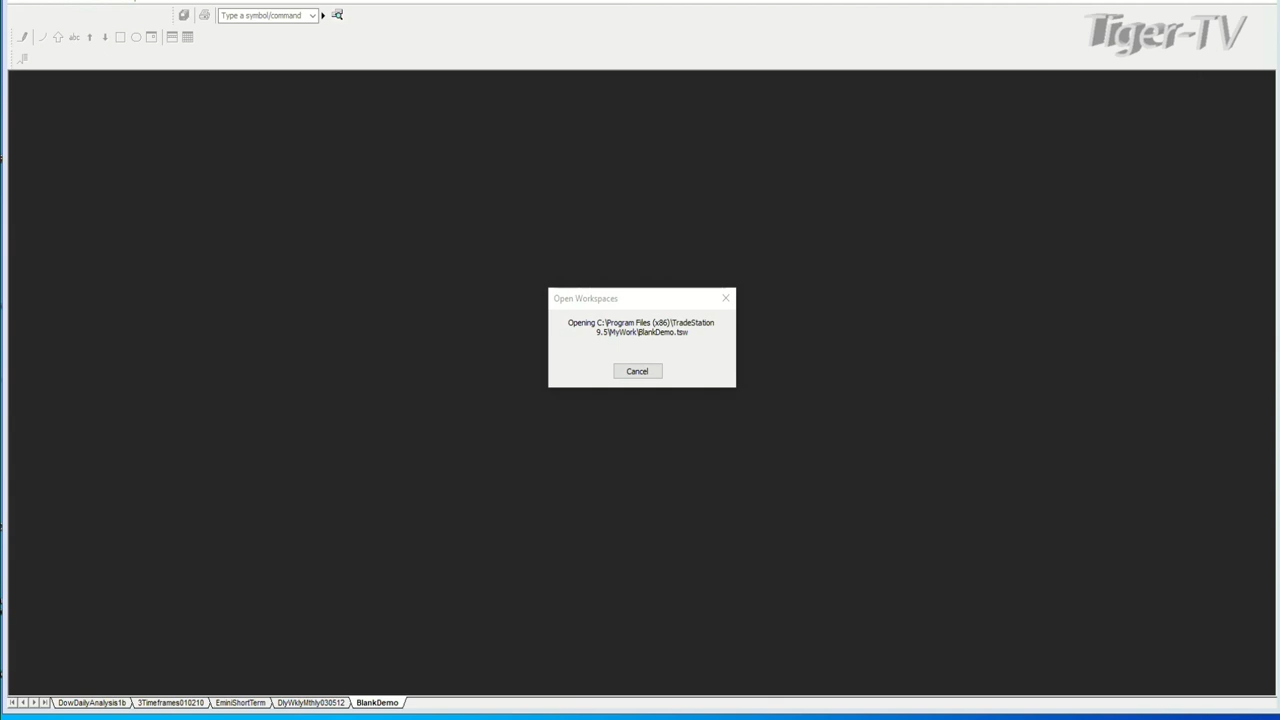 Type a symbol/command
Tiger-TV
abc
Open Workspaces
Opening C:\Program Files (x86)\TradeStation
9.5\MyWork\BlankDemo.tsw
Cancel
DowDailyAnalysis1b
3Timeframes010210
EminiShortTerm
DlyWklyMthly030512
BlankDemo